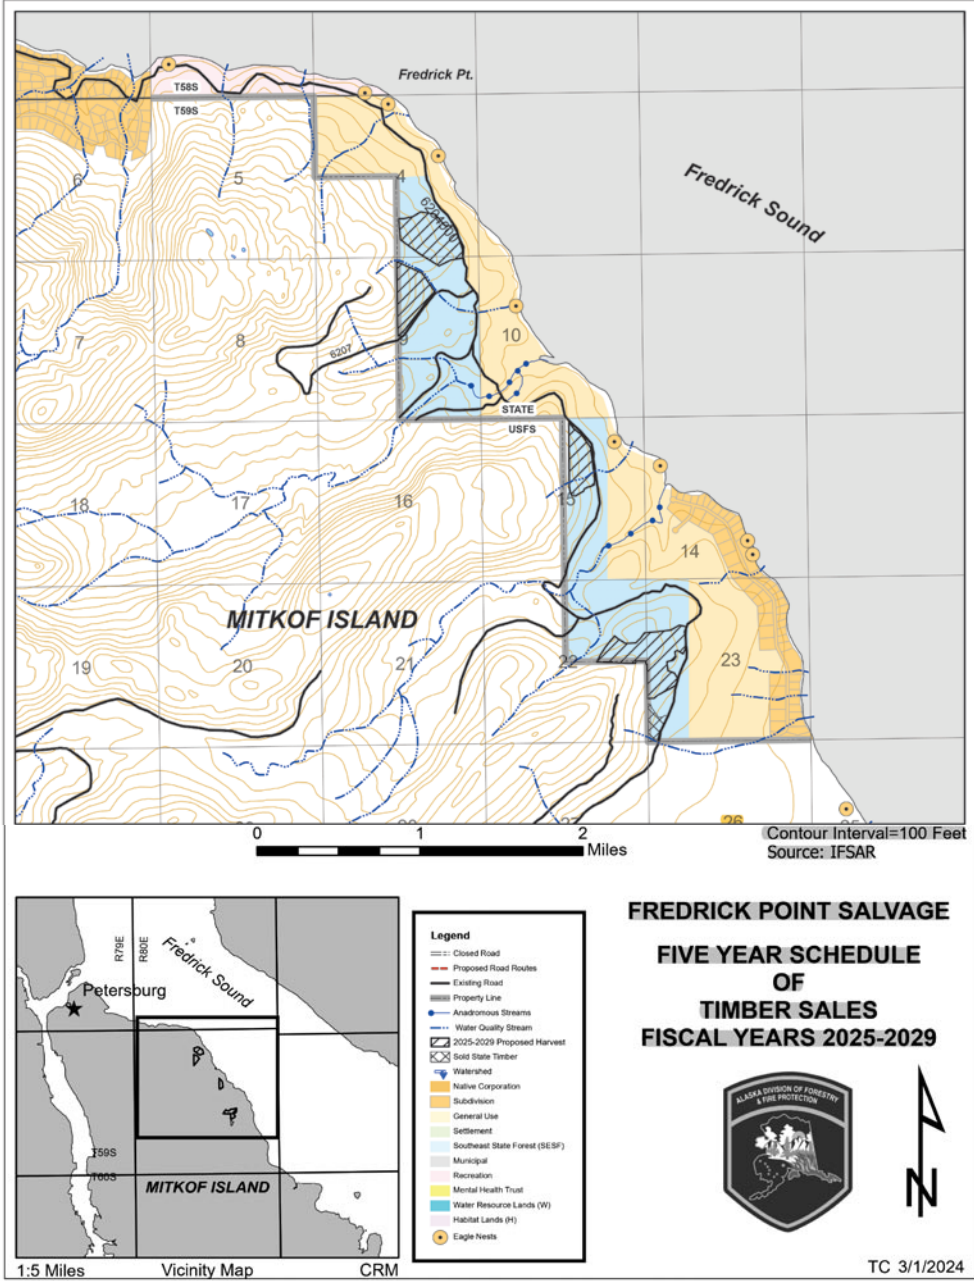 Fredrick Pt.
T58S
T59S
Fredrick Sound
6
5
4
6204800
7
8
9
10
6207
STATE
USFS
18
17
16
15
14
MITKOF ISLAND
19
20
21
22
23
26
0 1 2 Miles
Contour Interval=100 Feet
Source: IFSAR
R79E
R80E
Fredrick Sound
Petersburg
T59S
T60S
MITKOF ISLAND
1:5 Miles Vicinity Map CRM
Legend
Closed Road
Proposed Road Routes
Existing Road
Property Line
Anadromous Streams
Water Quality Stream
2025-2029 Proposed Harvest
Sold State Timber
Watershed
Native Corporation
Subdivision
General Use
Settlement
Southeast State Forest (SESF)
Municipal
Recreation
Mental Health Trust
Water Resource Lands (W)
Habitat Lands (H)
Eagle Nests
FREDRICK POINT SALVAGE
FIVE YEAR SCHEDULE
OF
TIMBER SALES
FISCAL YEARS 2025-2029
ALASKA DIVISION OF FORESTRY
& FIRE PROTECTION
N
TC 3/1/2024